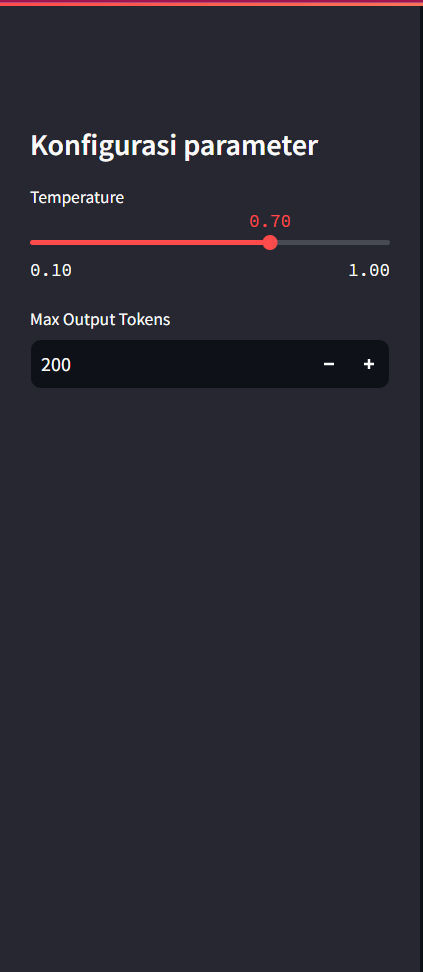 Konfigurasi parameter
Temperature
0.70
0.10 1.00
Max Output Tokens
200 − +